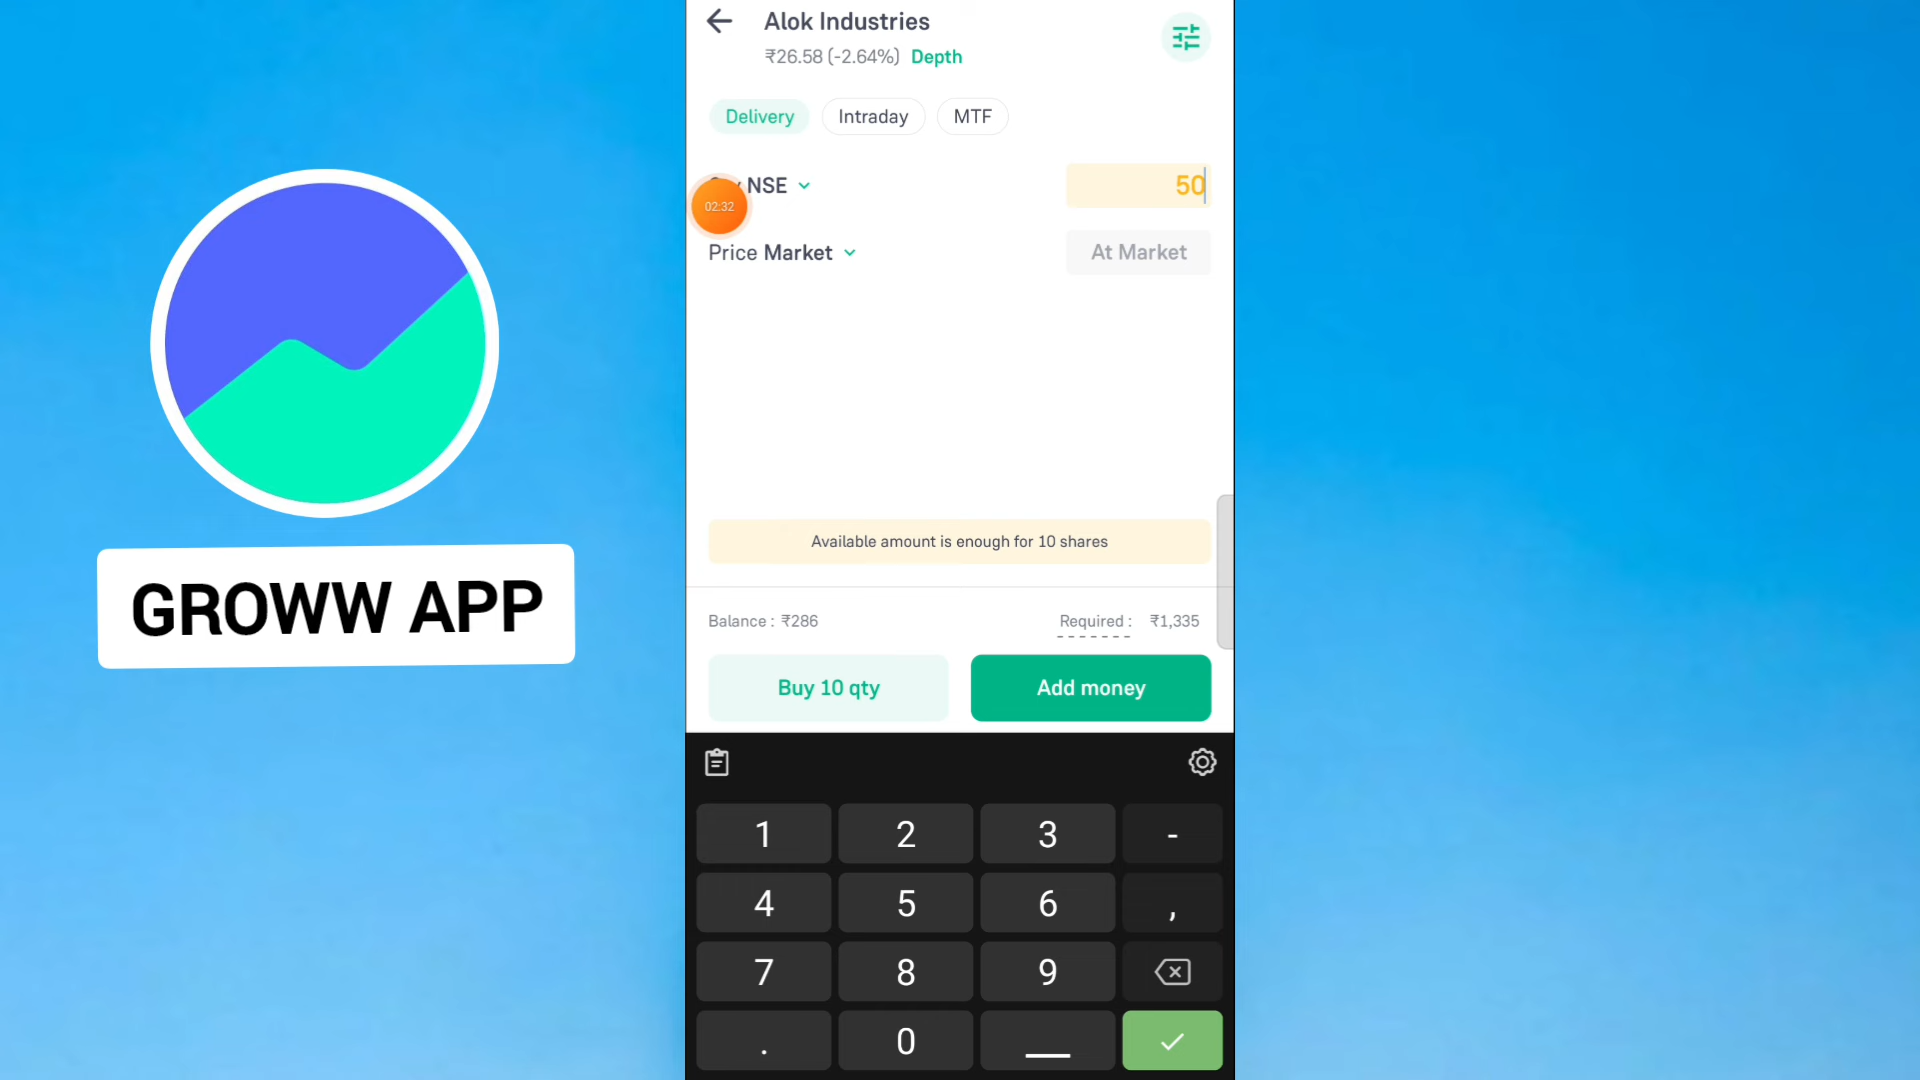 Alok Industries
₹26.58 (-2.64%) Depth
Delivery Intraday MTF
NSE 50
02:32
Price Market At Market
GROWW APP
Available amount is enough for 10 shares
Balance : ₹286 Required : ₹1,335
Buy 10 qty Add money
1 2 3 -
4 5 6 ,
7 8 9
. 0